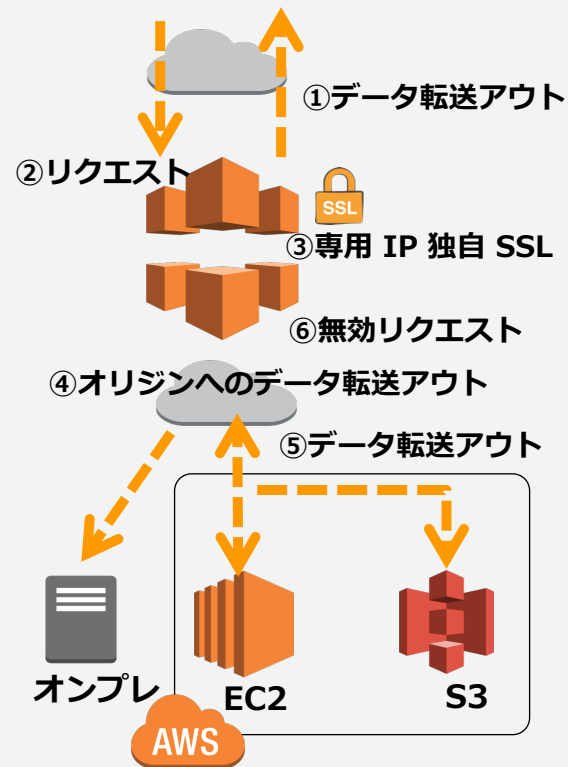 ①データ転送アウト
②リクエスト
SSL
③専用 IP 独自 SSL
⑥無効リクエスト
④オリジンへのデータ転送アウト
⑤データ転送アウト
オンプレ
EC2
S3
AWS